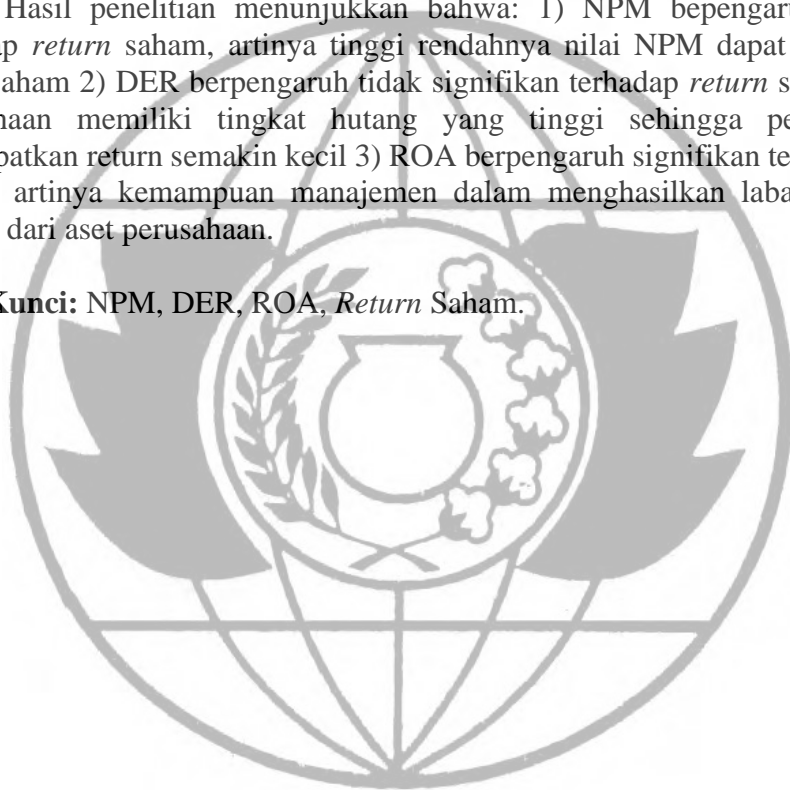 Hasil penelitian menunjukkan bahwa: 1) NPM bepengaru
ap return saham, artinya tinggi rendahnya nilai NPM dapat
aham 2) DER berpengaruh tidak signifikan terhadap return s
naan memiliki tingkat hutang yang tinggi sehingga pe
patkan return semakin kecil 3) ROA berpengaruh signifikan te
artinya kemampuan manajemen dalam menghasilkan laba
dari aset perusahaan.
Kunci: NPM, DER, ROA, Return Saham.